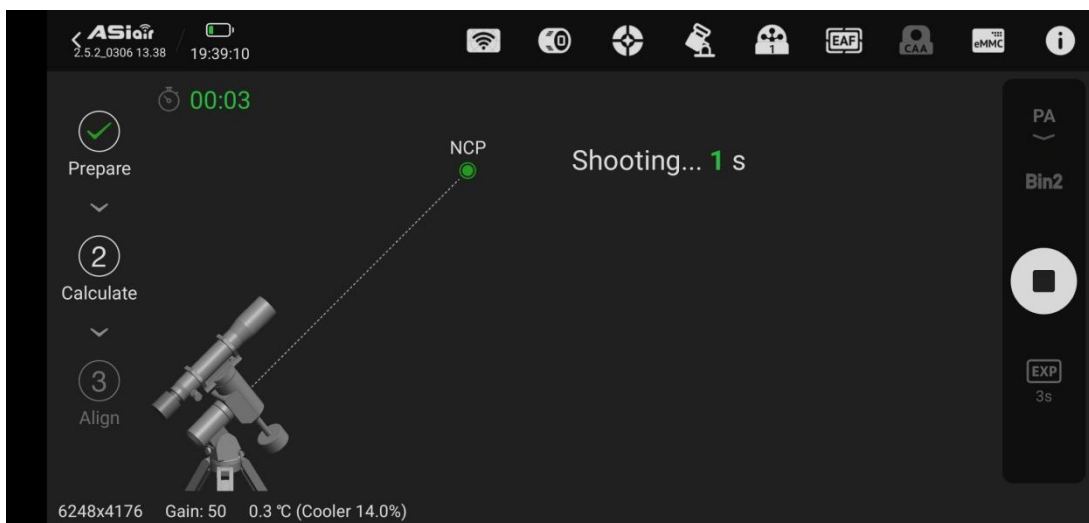 ASiair
2.5.2_0306 13.38
19:39:10
1
EAF
CAA
eMMC
i
00:03
Prepare
2
Calculate
3
Align
NCP
Shooting... 1 s
PA
Bin2
EXP
3s
6248x4176 Gain: 50 0.3 ℃ (Cooler 14.0%)